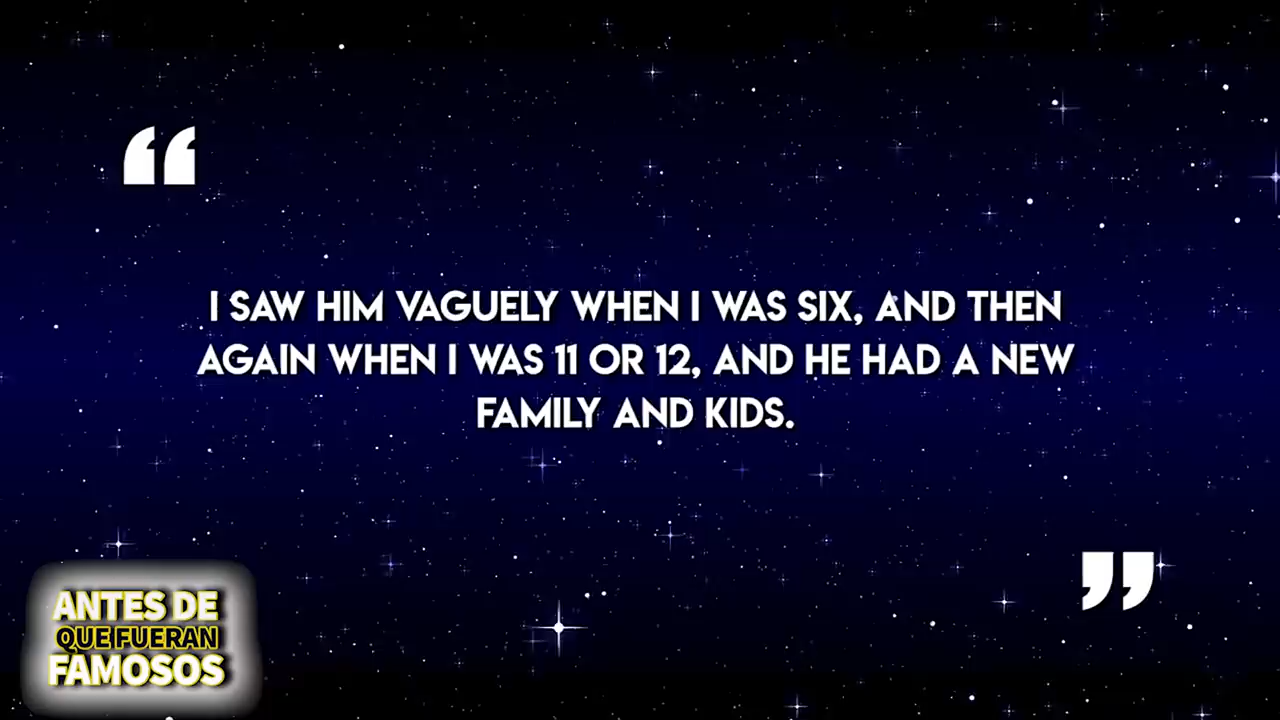 “
I SAW HIM VAGUELY WHEN I WAS SIX, AND THEN
AGAIN WHEN I WAS 11 OR 12, AND HE HAD A NEW
FAMILY AND KIDS.
”
ANTES DE
QUE FUERAN
FAMOSOS